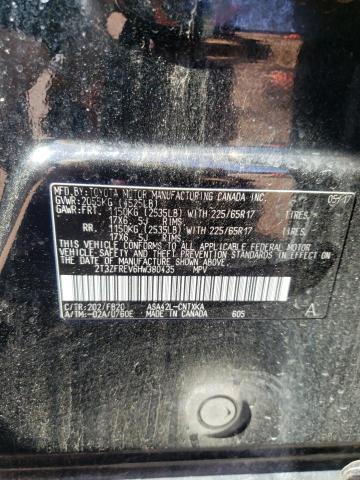 MFD.BY:TOYOTA MOTOR MANUFACTURING CANADA INC. 05/17
GVWR:2055KG (4525LB)
GAWR:FRT. 1150KG (2535LB) WITH 225/65R17 TIRES,
17X6.5J RIMS,
RR. 1150KG (2535LB) WITH 225/65R17 TIRES,
17X6.5J RIMS,
THIS VEHICLE CONFORMS TO ALL APPLICABLE FEDERAL MOTOR
VEHICLE SAFETY AND THEFT PREVENTION STANDARDS IN EFFECT
ON THE DATE OF MANUFACTURE SHOWN ABOVE.
2T3ZFREV6HW380435 MPV
C/TR:202/FB20 ASA42L-CNTXKA
A/TM:-02A/U760E MADE IN CANADA 605
A